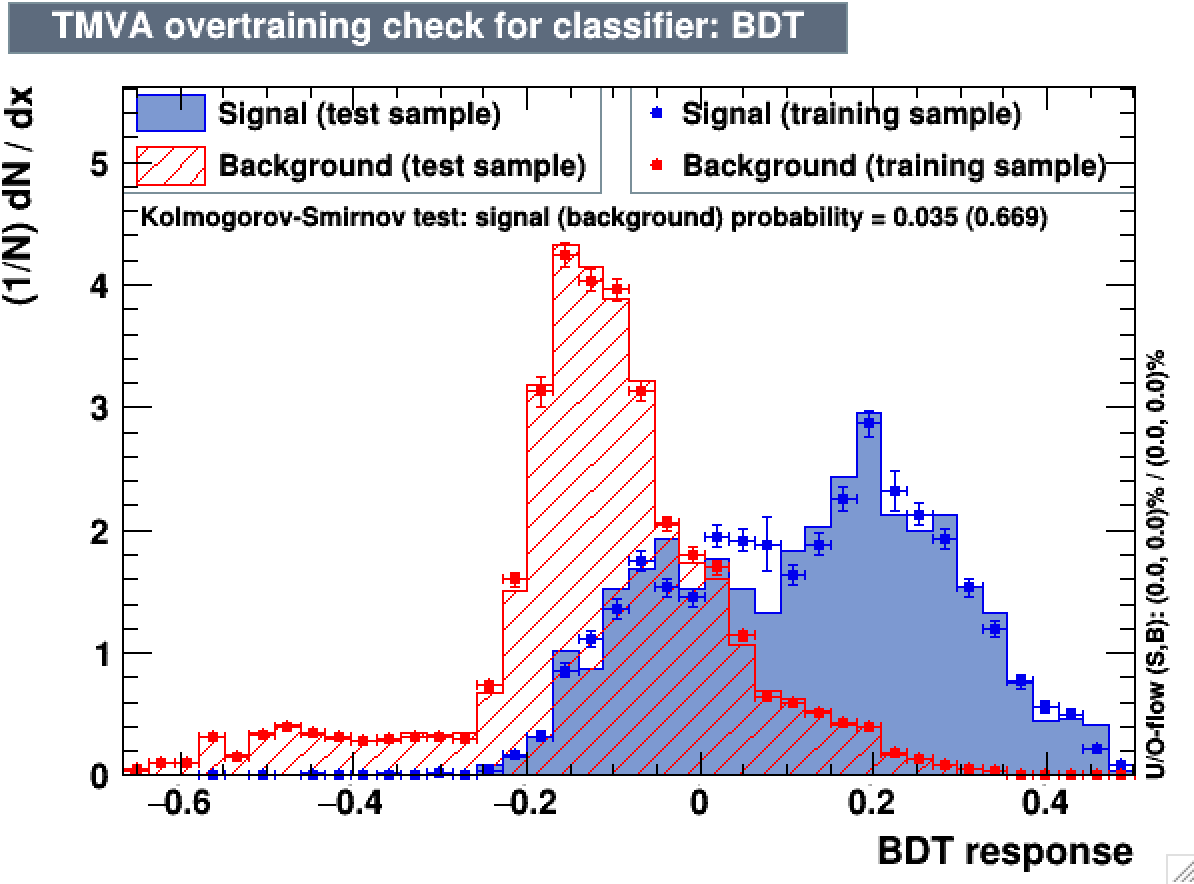 TMVA overtraining check for classifier: BDT
Signal (test sample)
Background (test sample)
Signal (training sample)
Background (training sample)
Kolmogorov-Smirnov test: signal (background) probability = 0.035 (0.669)
(1/N) dN / dx
5
4
3
2
1
0
−0.6
−0.4
−0.2
0
0.2
0.4
BDT response
U/O-flow (S,B): (0.0, 0.0)% / (0.0, 0.0)%